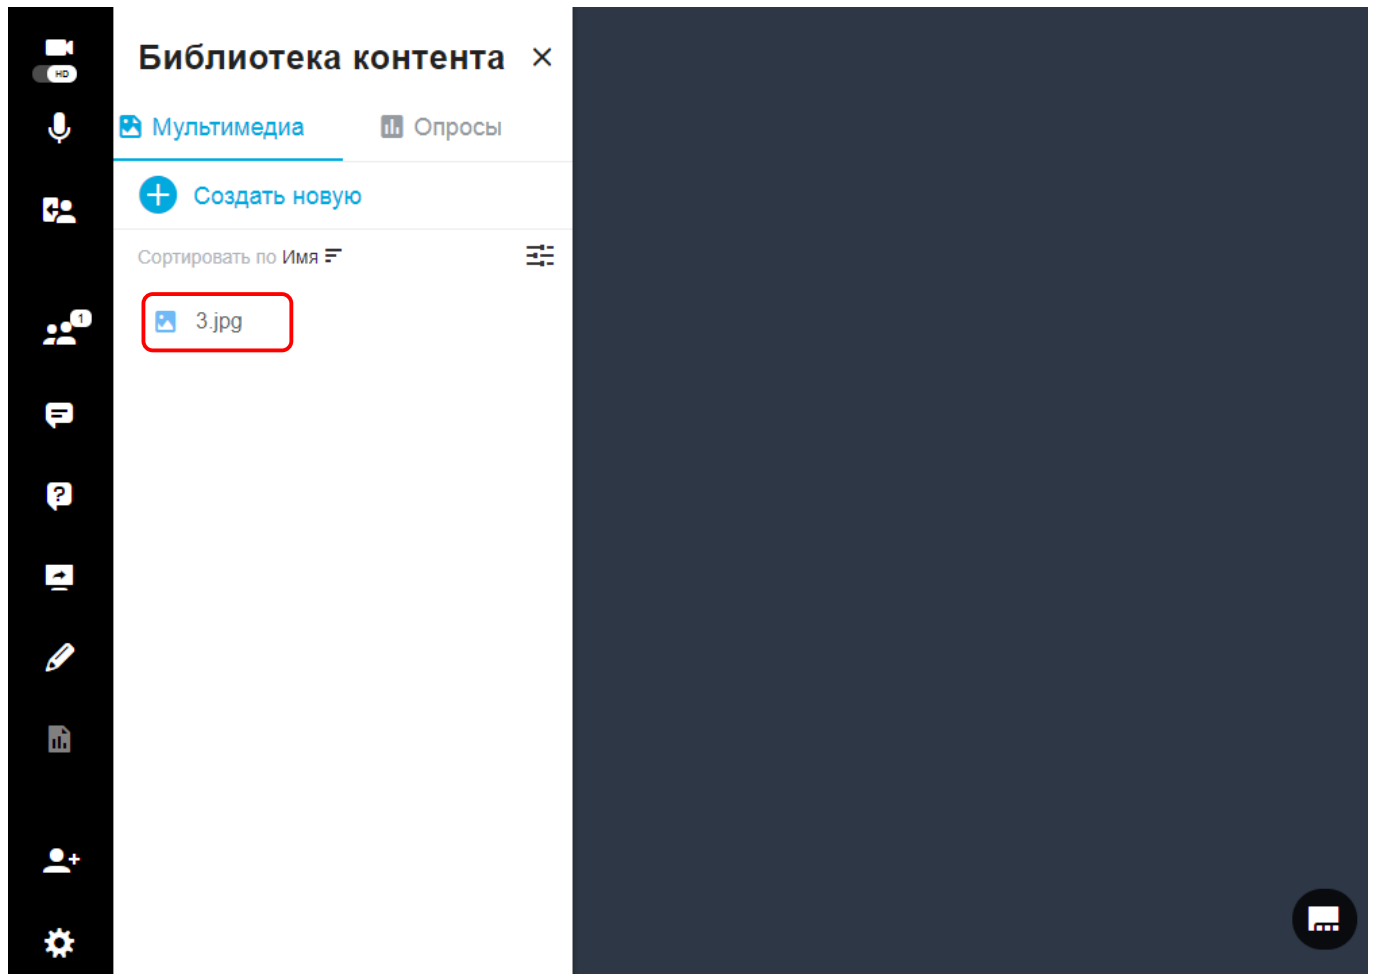 HD
Библиотека контента
Мультимедиа
Опросы
Создать новую
Сортировать по Имя
3.jpg
1
?